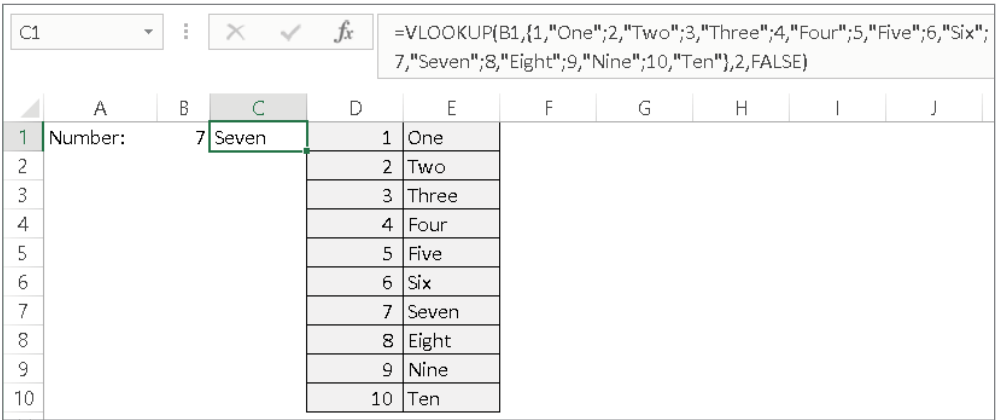 C1 fx =VLOOKUP(B1,{1,"One";2,"Two";3,"Three";4,"Four";5,"Five";6,"Six";
7,"Seven";8,"Eight";9,"Nine";10,"Ten"},2,FALSE)
A B C D E F G H I J
1 Number: 7 Seven 1 One
2 2 Two
3 3 Three
4 4 Four
5 5 Five
6 6 Six
7 7 Seven
8 8 Eight
9 9 Nine
10 10 Ten